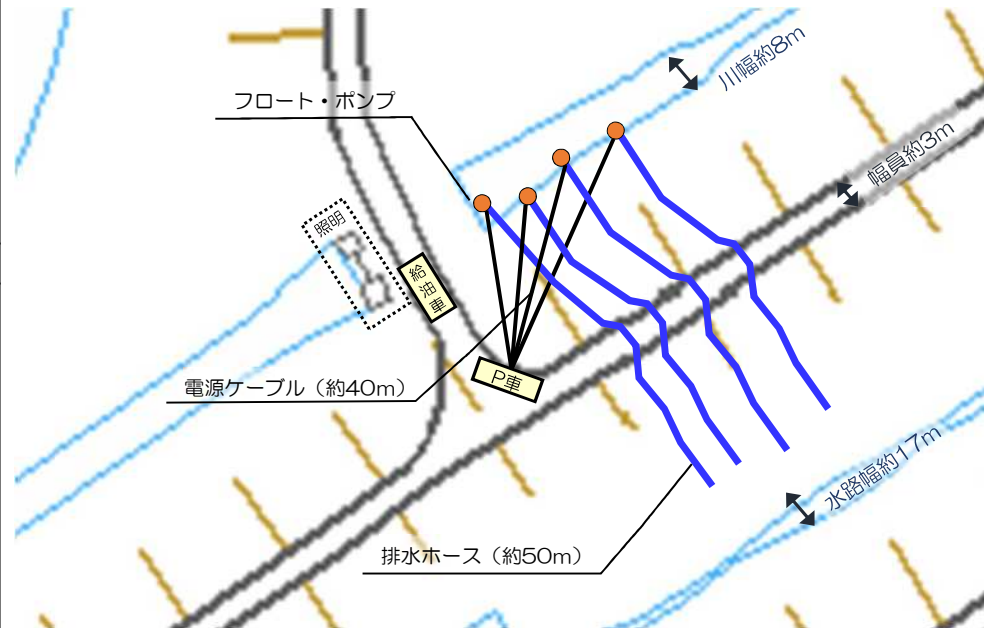 川幅約8m
フロート・ポンプ
幅員約3m
照明
給油車
P車
電源ケーブル（約40m）
水路幅約17m
排水ホース（約50m）